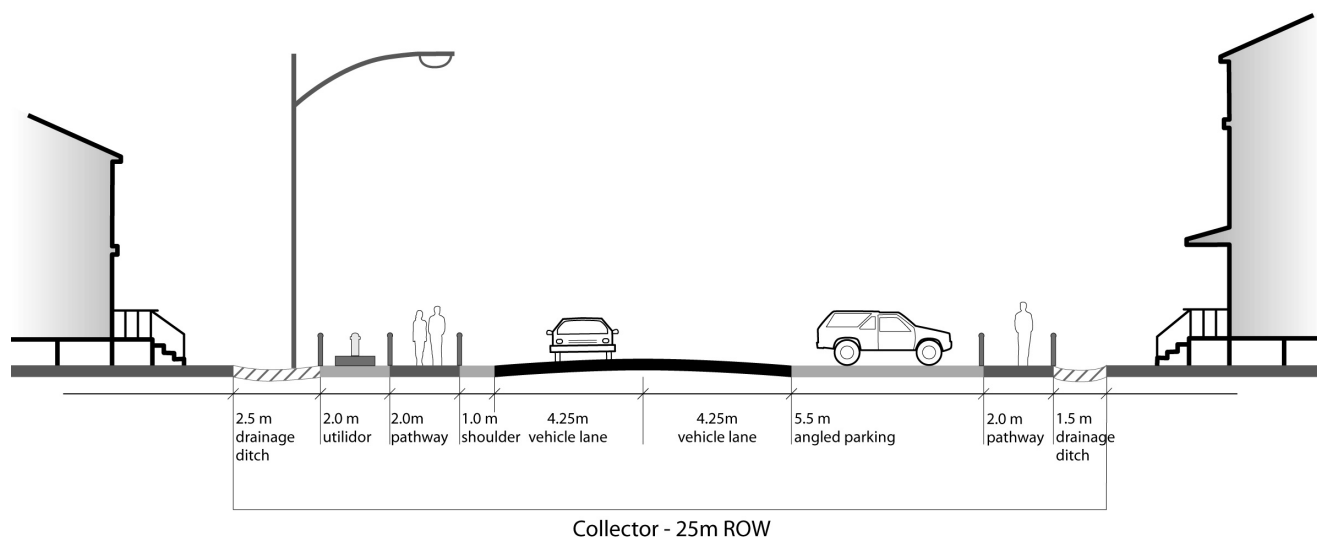 2.5 m
drainage
ditch
2.0 m
utilidor
2.0m
pathway
1.0 m
shoulder
4.25m
vehicle lane
4.25m
vehicle lane
5.5 m
angled parking
2.0 m
pathway
1.5 m
drainage
ditch
Collector - 25m ROW